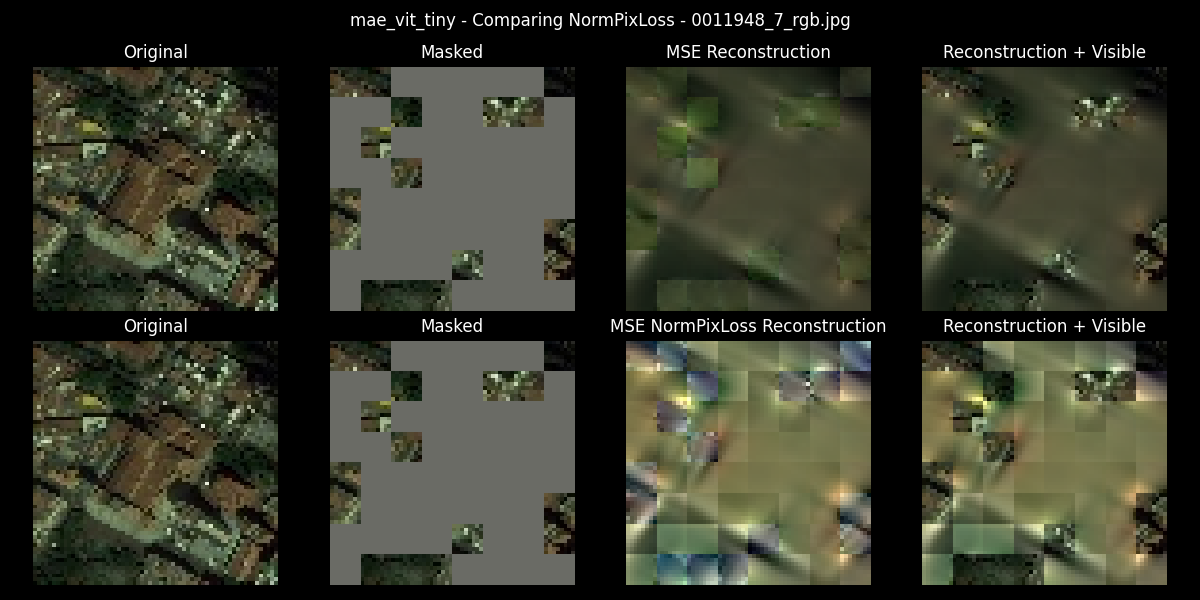 mae_vit_tiny - Comparing NormPixLoss - 0011948_7_rgb.jpg
Original
Masked
MSE Reconstruction
Reconstruction + Visible
Original
Masked
MSE NormPixLoss Reconstruction
Reconstruction + Visible